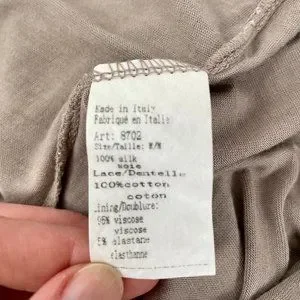 Made in Italy
Fabriqué en Italie
Art: 8702
Size/Taille: M/M
100% silk
soie
Lace/Dentelle
100%cotton
coton
Lining/Doublure:
95% viscose
viscose
5% elastane
elasthanne